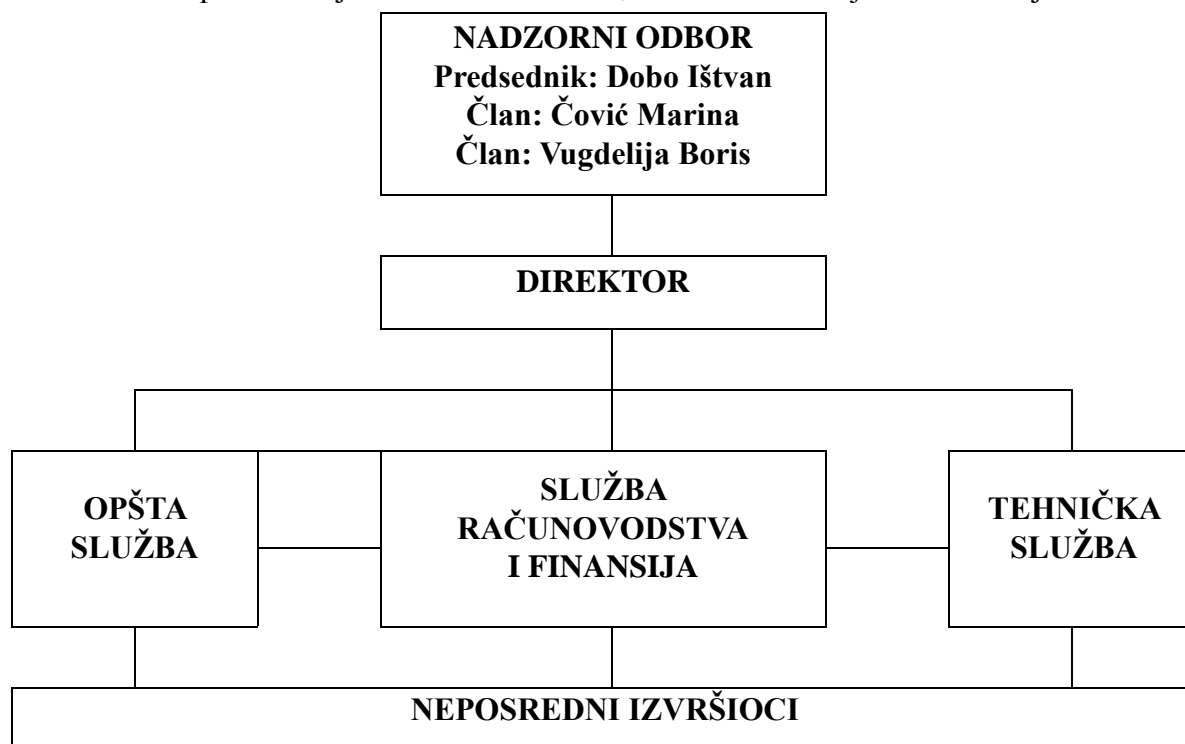 NADZORNI ODBOR
Predsednik: Dobo Ištvan
Član: Čović Marina
Član: Vugdelija Boris
DIREKTOR
OPŠTA
SLUŽBA
SLUŽBA
RAČUNOVODSTVA
I FINANSIJA
TEHNIČKA
SLUŽBA
NEPOSREDNI IZVRŠIOCI